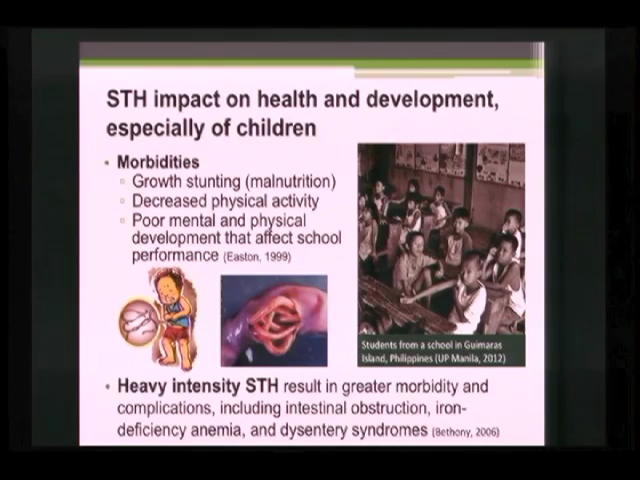 STH impact on health and development,
especially of children
• Morbidities
▫ Growth stunting (malnutrition)
▫ Decreased physical activity
▫ Poor mental and physical
development that affect school
performance (Easton, 1999)
Students from a school in Guimaras
Island, Philippines (UP Manila, 2012)
• Heavy intensity STH result in greater morbidity and
complications, including intestinal obstruction, iron-
deficiency anemia, and dysentery syndromes (Bethony, 2006)